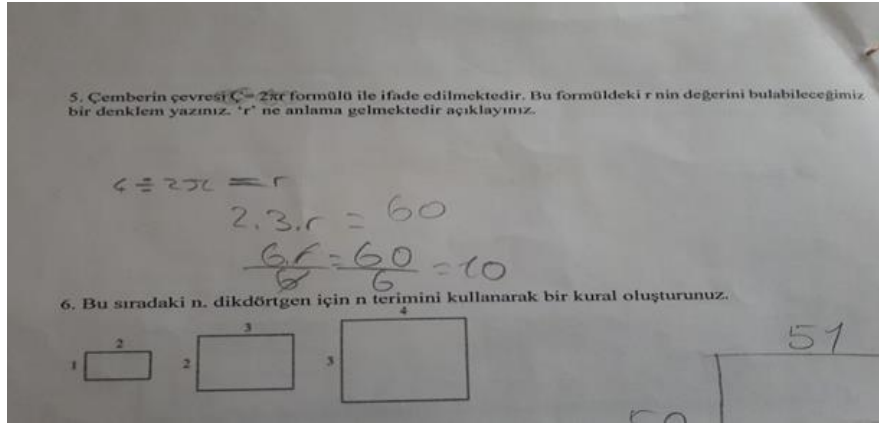 5. Çemberin çevresi Ç= 2πr formülü ile ifade edilmektedir. Bu formüldeki r nin değerini bulabileceğimiz
bir denklem yazınız. ‘r’ ne anlama gelmektedir açıklayınız.
ç ÷ 2π = r
2.3.r = 60
6.r = 60 = 10
6 6
6. Bu sıradaki n. dikdörtgen için n terimini kullanarak bir kural oluşturunuz.
2 3 4
1 2 3
51
50